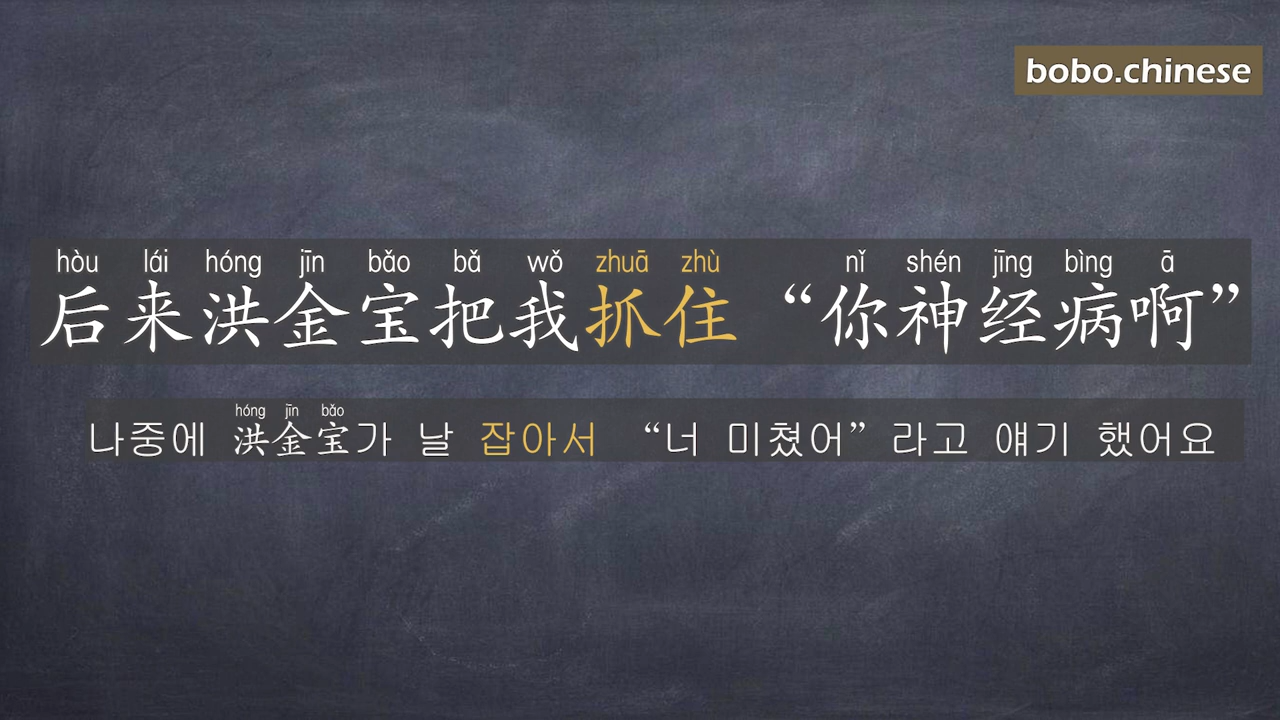 bobo.chinese
hòu lái hóng jīn bǎo bǎ wǒ zhuā zhù nǐ shén jīng bìng ā
后来洪金宝把我抓住 “你神经病啊”
hóng jīn bǎo
나중에 洪金宝가 날 잡아서 “너 미쳤어” 라고 얘기 했어요